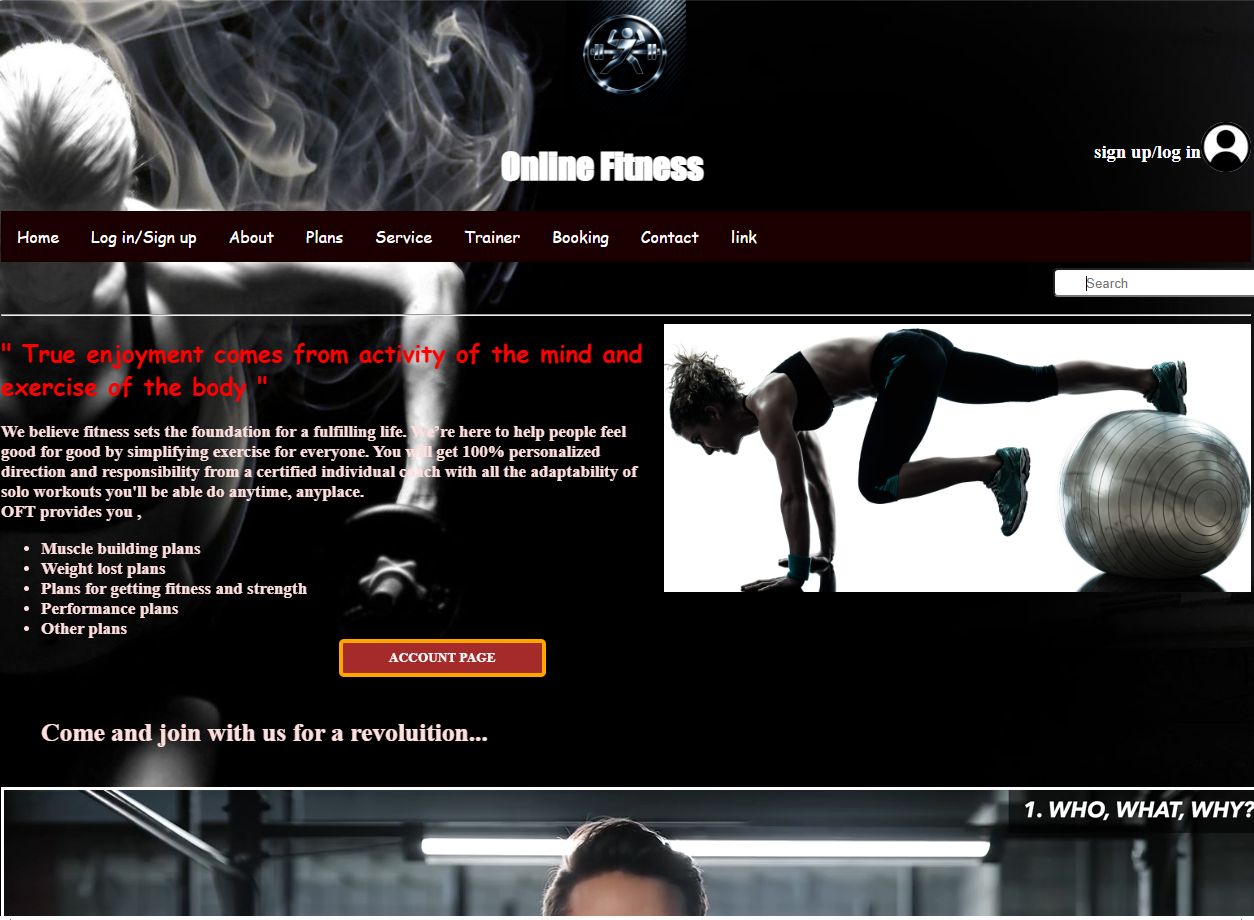 Online Fitness
sign up/log in
Home Log in/Sign up About Plans Service Trainer Booking Contact link
Search
" True enjoyment comes from activity of the mind and
exercise of the body "
We believe fitness sets the foundation for a fulfilling life. We're here to help people feel
good for good by simplifying exercise for everyone. You will get 100% personalized
direction and responsibility from a certified individual coach with all the adaptability of
solo workouts you'll be able do anytime, anyplace.
OFT provides you ,
• Muscle building plans
• Weight lost plans
• Plans for getting fitness and strength
• Performance plans
• Other plans
ACCOUNT PAGE
Come and join with us for a revoluition...
1. WHO, WHAT, WHY?